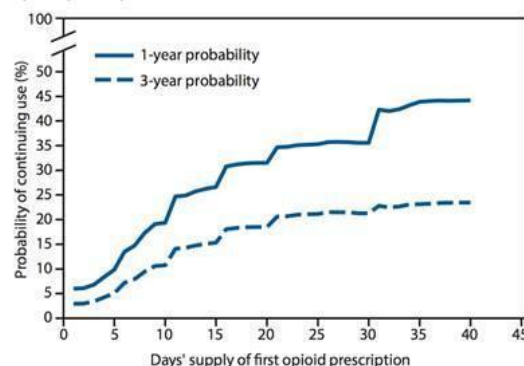 100
1-year probability
3-year probability
50
45
40
35
30
25
20
15
10
5
0
Probability of continuing use (%)
0 5 10 15 20 25 30 35 40 45
Days' supply of first opioid prescription